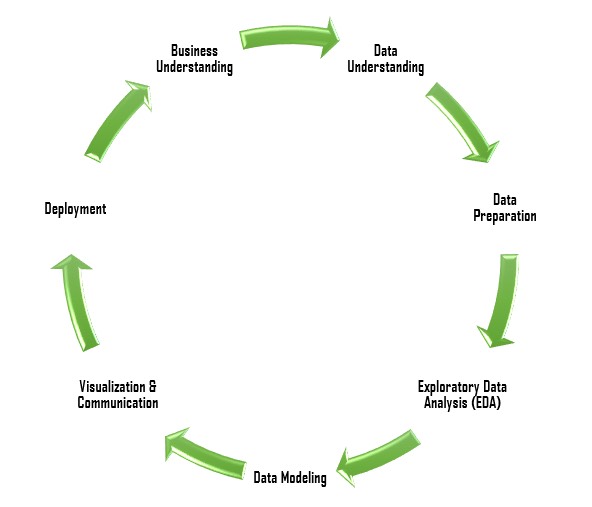 Business
Understanding
Data
Understanding
Data
Preparation
Exploratory Data
Analysis (EDA)
Data Modeling
Visualization &
Communication
Deployment